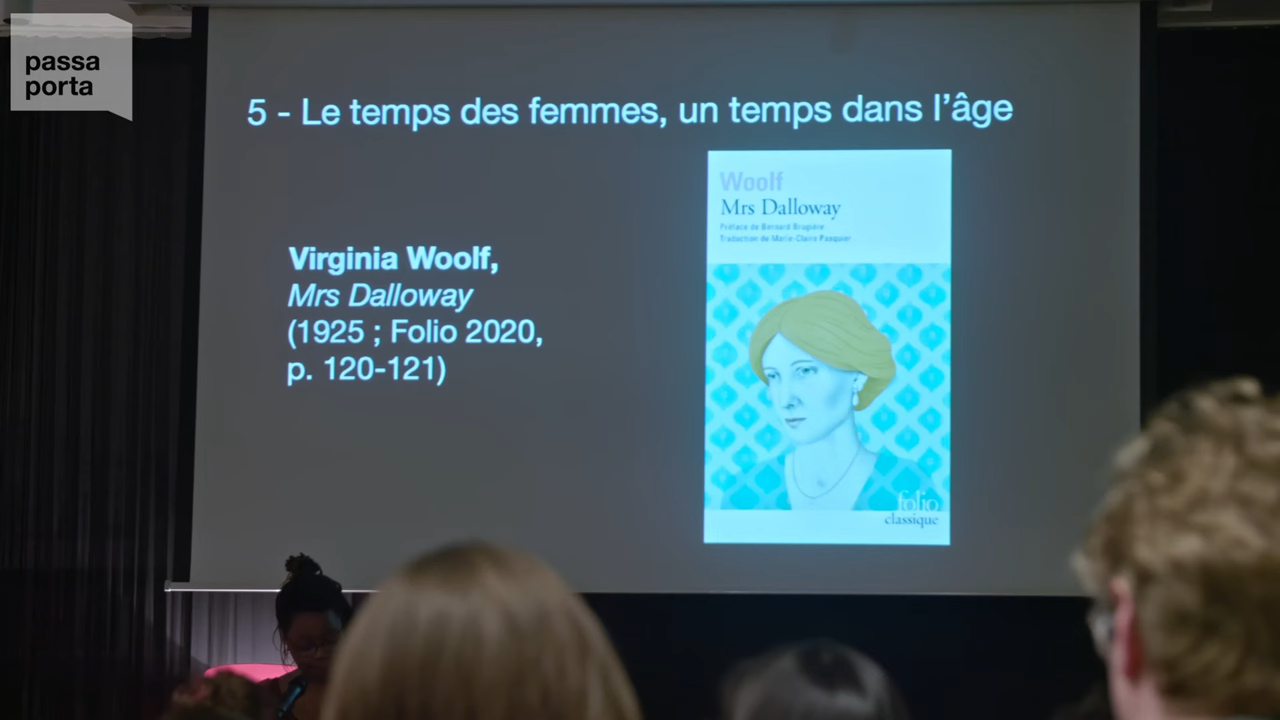 passa
porta
5 - Le temps des femmes, un temps dans l'âge
Woolf
Mrs Dalloway
Préface de Bernard Brugière
Traduction de Marie-Claire Pasquier
Virginia Woolf,
Mrs Dalloway
(1925 ; Folio 2020,
p. 120-121)
folio
classique